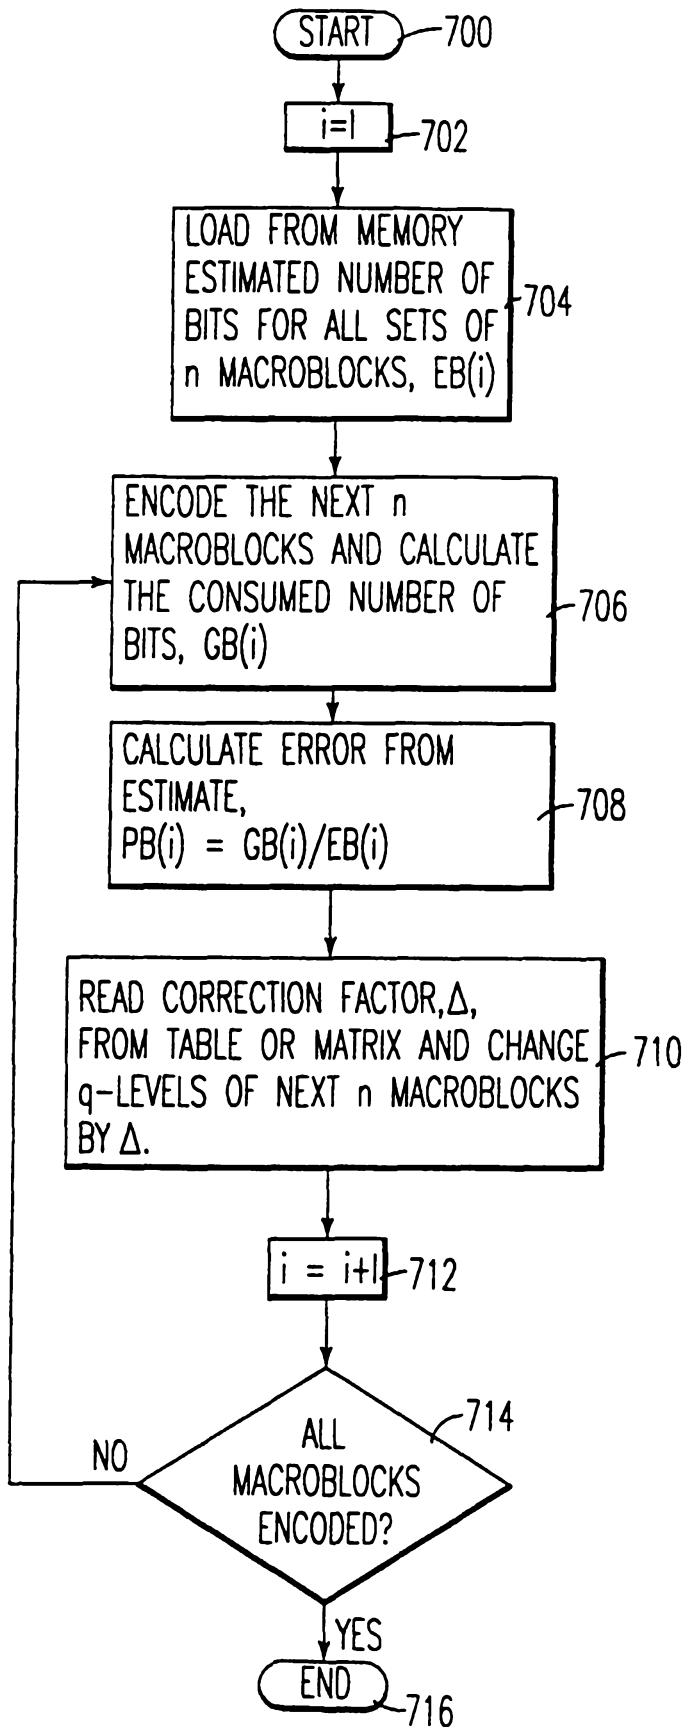 START
700
i=1
702
LOAD FROM MEMORY
ESTIMATED NUMBER OF
BITS FOR ALL SETS OF
n MACROBLOCKS, EB(i)
704
ENCODE THE NEXT n
MACROBLOCKS AND CALCULATE
THE CONSUMED NUMBER OF
BITS, GB(i)
706
CALCULATE ERROR FROM
ESTIMATE,
PB(i) = GB(i)/EB(i)
708
READ CORRECTION FACTOR,Δ,
FROM TABLE OR MATRIX AND CHANGE
q-LEVELS OF NEXT n MACROBLOCKS
BY Δ.
710
i = i+1
712
714
ALL
MACROBLOCKS
ENCODED?
NO
YES
END
716